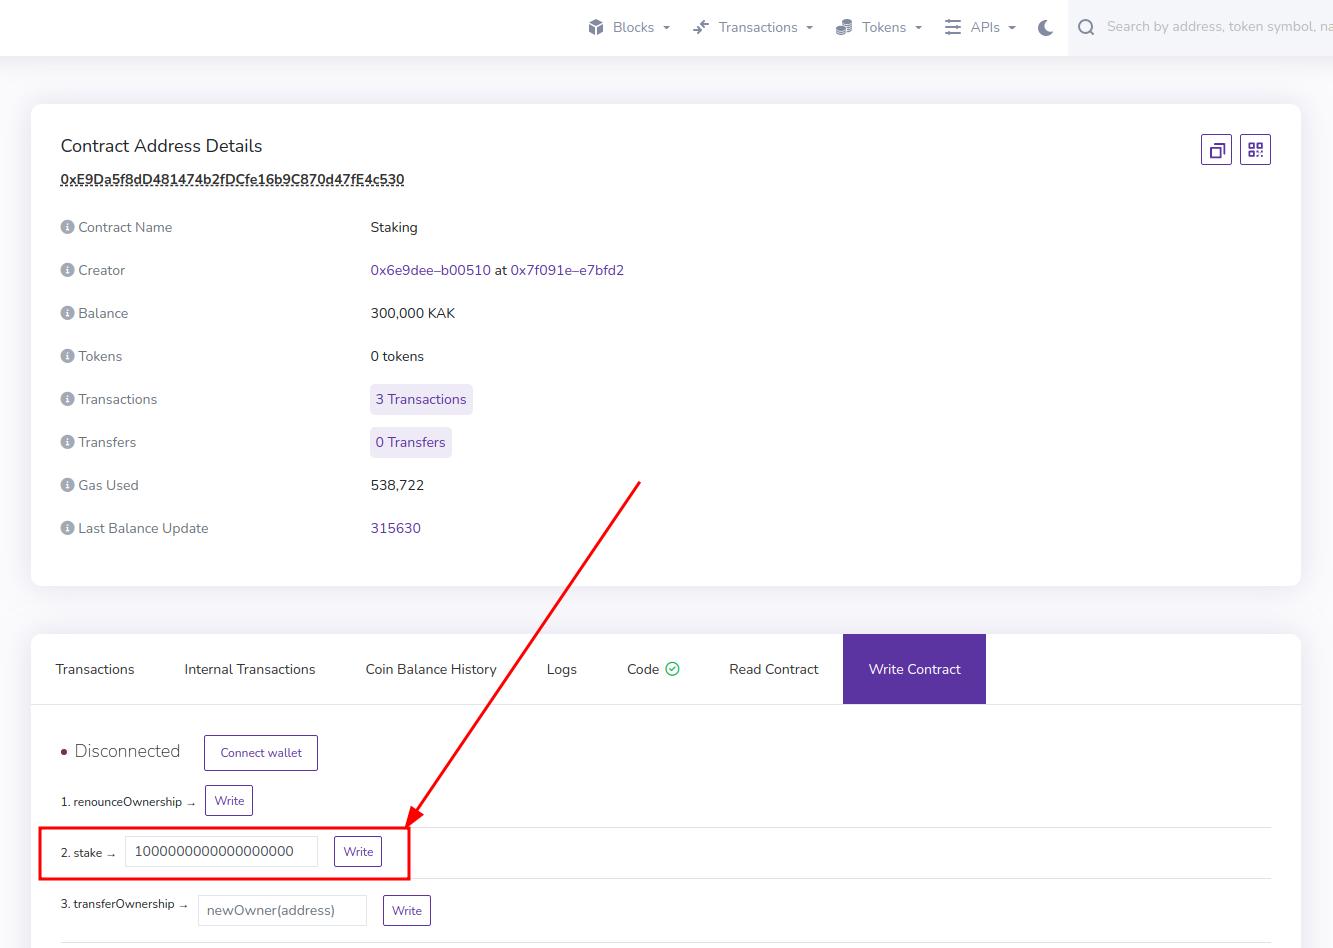 Blocks Transactions Tokens APIs Search by address, token symbol, na
Contract Address Details
0xE9Da5f8dD481474b2fDCfe16b9C870d47fE4c530
Contract Name Staking
Creator 0x6e9dee–b00510 at 0x7f091e–e7bfd2
Balance 300,000 KAK
Tokens 0 tokens
Transactions 3 Transactions
Transfers 0 Transfers
Gas Used 538,722
Last Balance Update 315630
Transactions Internal Transactions Coin Balance History Logs Code Read Contract Write Contract
Disconnected Connect wallet
1. renounceOwnership → Write
2. stake → 1000000000000000000 Write
3. transferOwnership → newOwner(address) Write